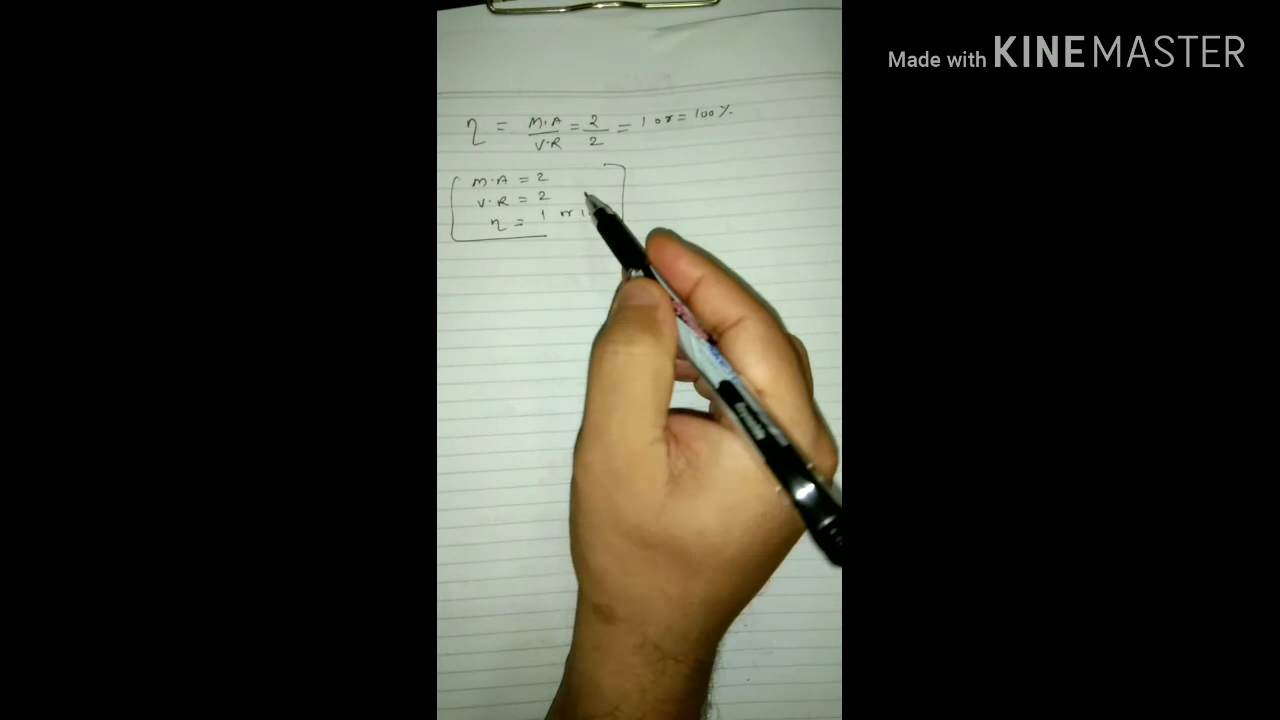 Made with KINEMASTER
η = M.A/V.R = 2/2 = 1 or = 100%
M.A = 2
V.R = 2
η = 1 or